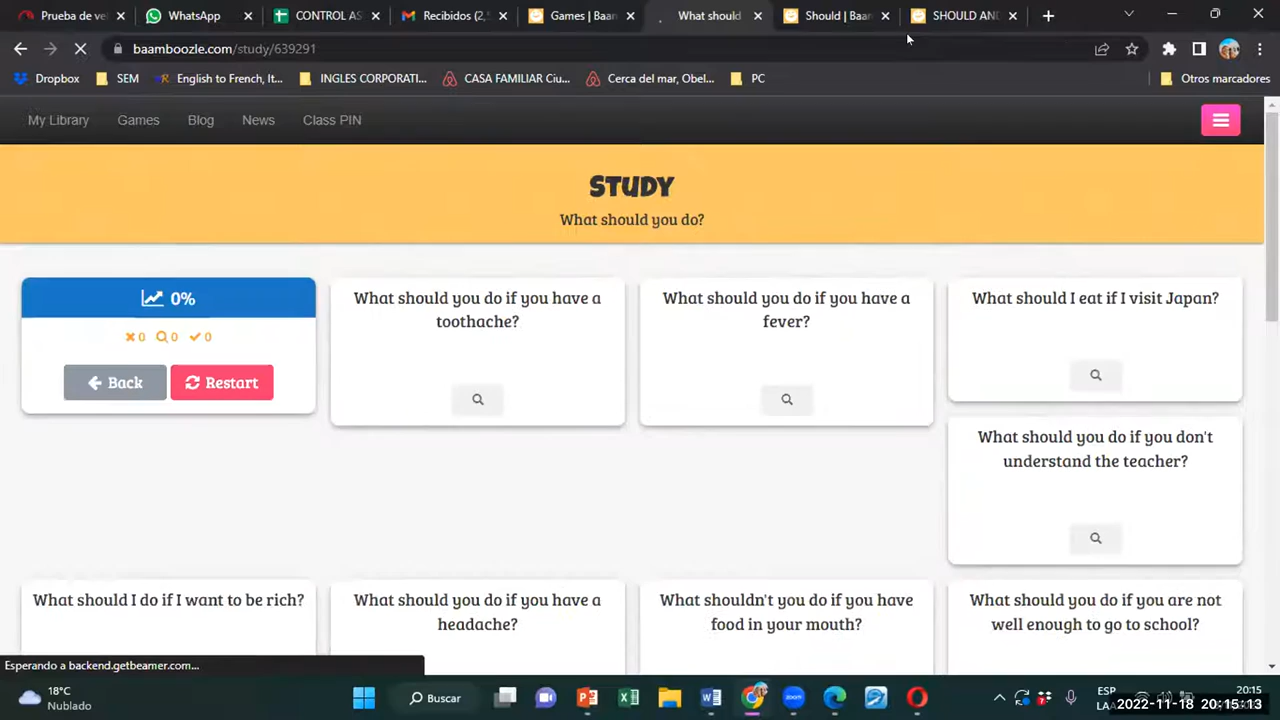 Prueba de ve
WhatsApp
CONTROL AS
Recibidos (2,
Games | Baam
What should
Should | Baam
SHOULD AND
baamboozle.com/study/639291
Dropbox
SEM
English to French, It...
INGLES CORPORATI...
CASA FAMILIAR Ciu...
Cerca del mar, Obel...
PC
Otros marcadores
My Library
Games
Blog
News
Class PIN
STUDY
What should you do?
0%
0
0
0
Back
Restart
What should you do if you have a
toothache?
What should you do if you have a
fever?
What should I eat if I visit Japan?
What should you do if you don't
understand the teacher?
What should I do if I want to be rich?
What should you do if you have a
headache?
What shouldn't you do if you have
food in your mouth?
What should you do if you are not
well enough to go to school?
Esperando a backend.getbeamer.com...
18°C
Nublado
Buscar
zoom
ESP
LAA
20:15
2022-11-18 20:15:13